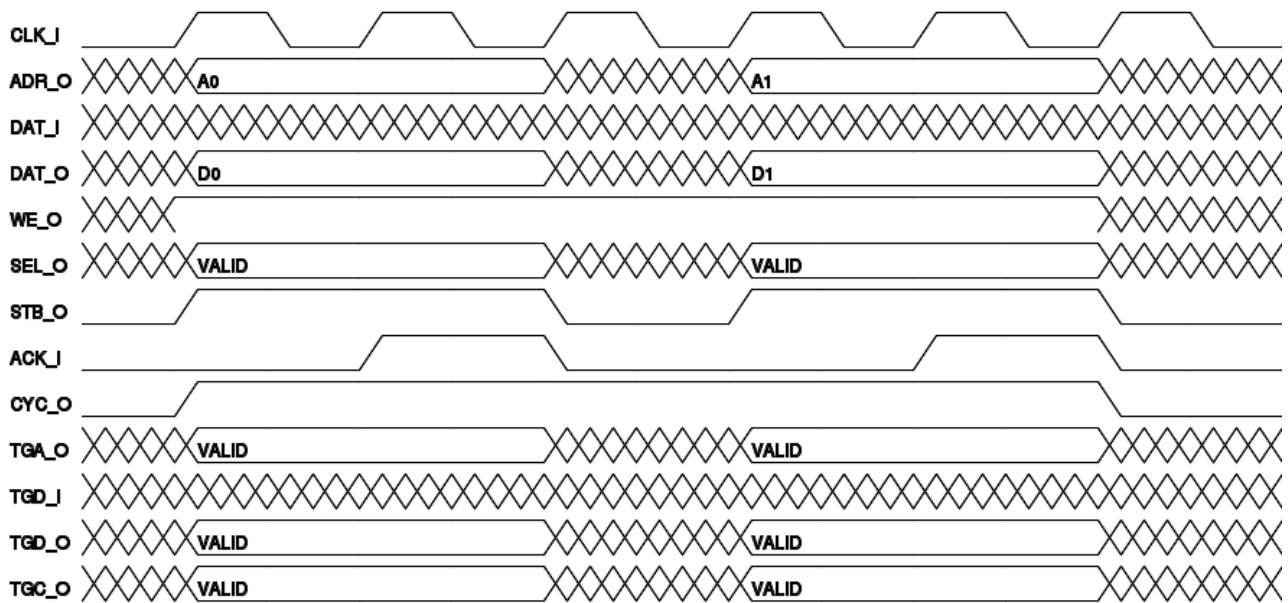 CLK_I
ADR_O A0 A1
DAT_I
DAT_O D0 D1
WE_O
SEL_O VALID VALID
STB_O
ACK_I
CYC_O
TGA_O VALID VALID
TGD_I
TGD_O VALID VALID
TGC_O VALID VALID